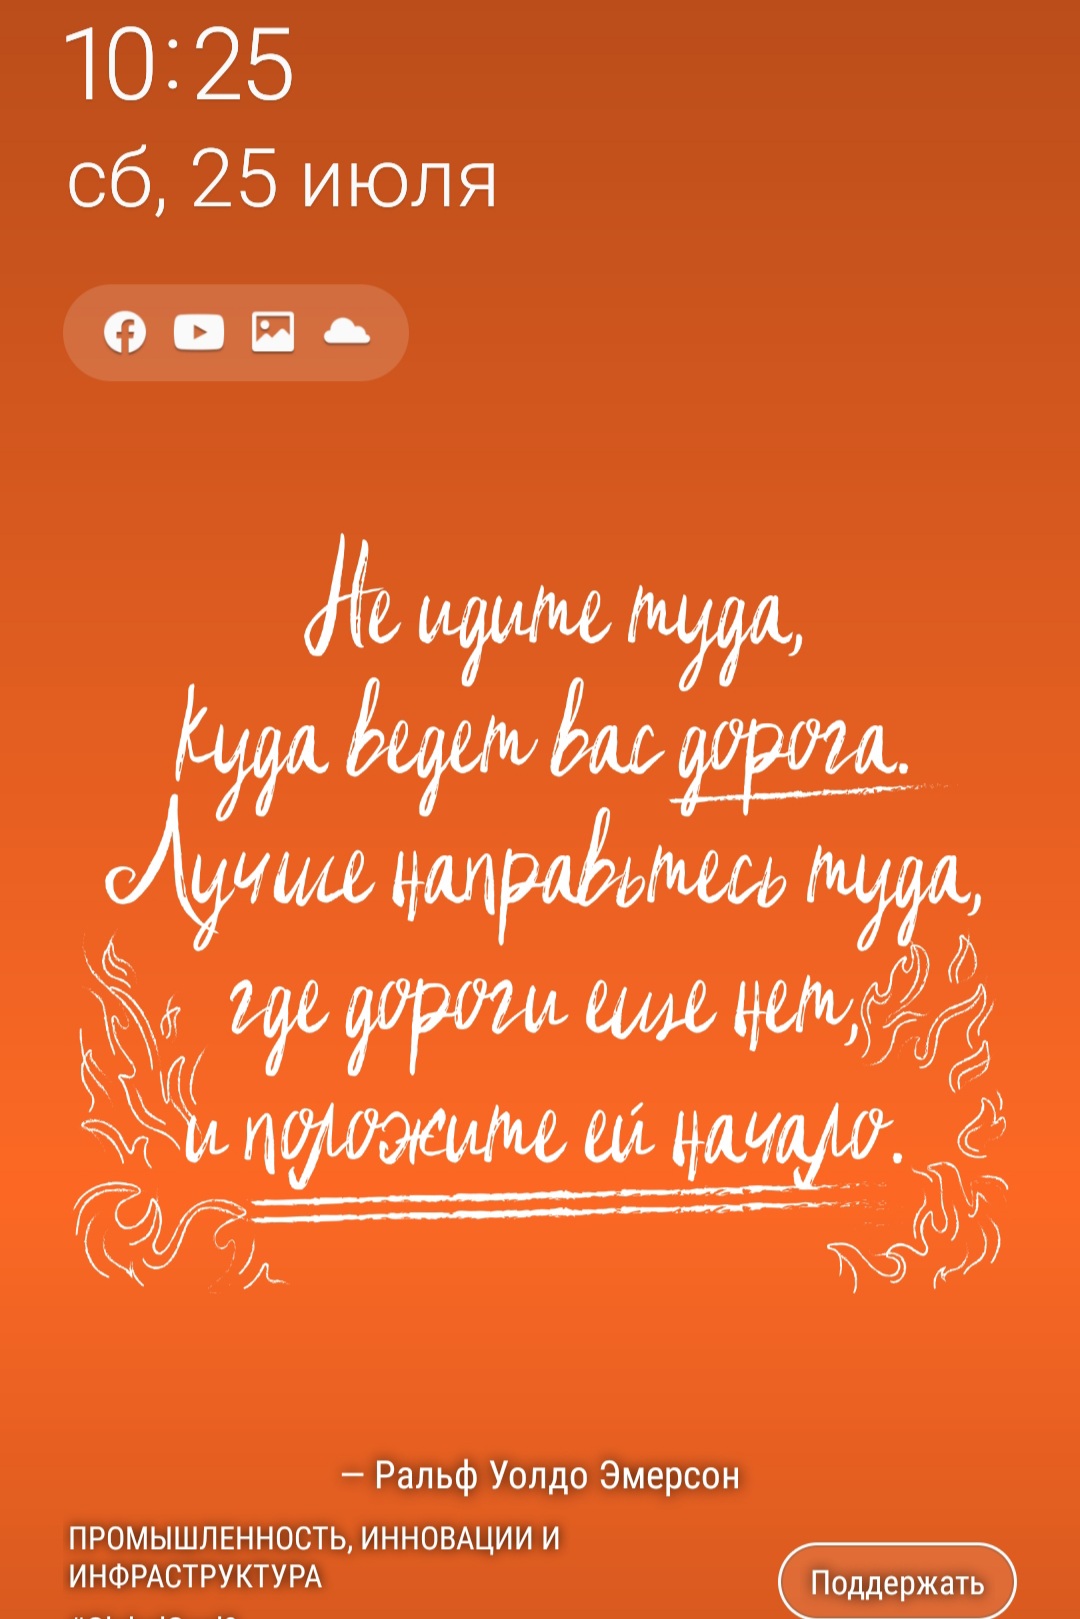 10:25
сб, 25 июля
Не идите туда,
куда ведет вас дорога.
Лучше направьтесь туда,
где дороги еще нет,
и положите ей начало.
— Ральф Уолдо Эмерсон
ПРОМЫШЛЕННОСТЬ, ИННОВАЦИИ И
ИНФРАСТРУКТУРА
Поддержать